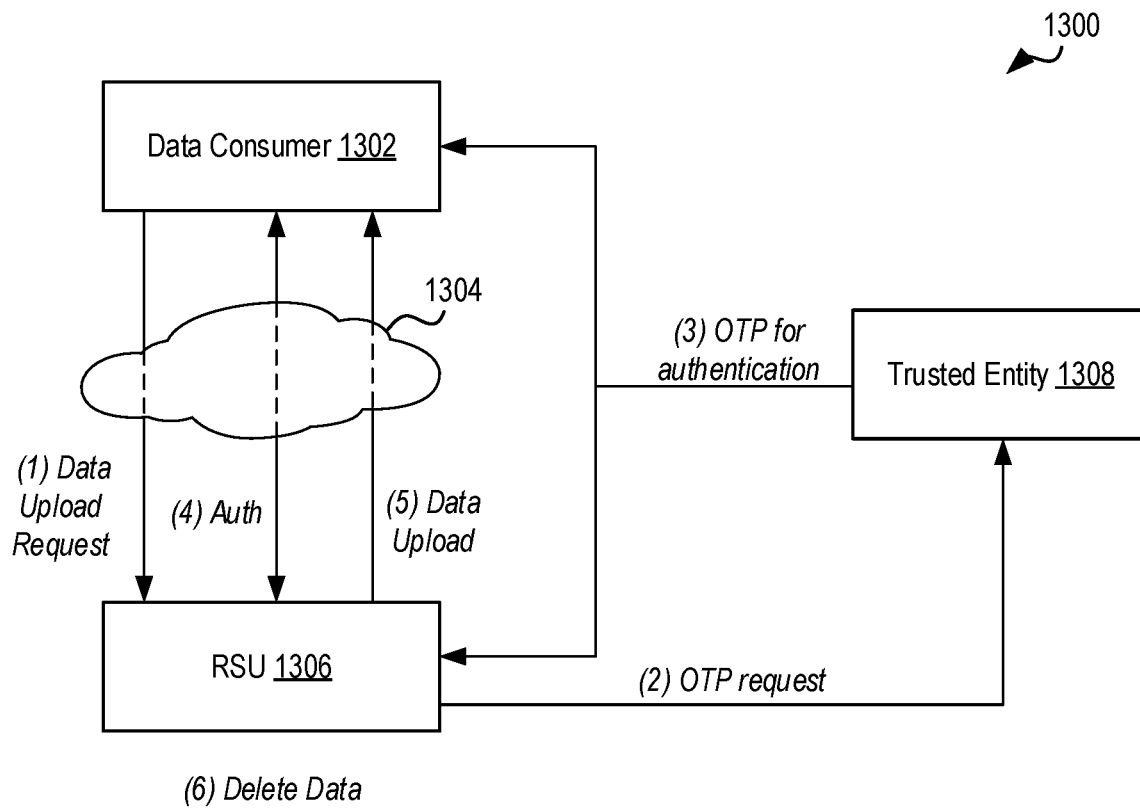 1300
Data Consumer 1302
1304
(3) OTP for
authentication
Trusted Entity 1308
(1) Data
Upload
Request
(4) Auth
(5) Data
Upload
RSU 1306
(2) OTP request
(6) Delete Data